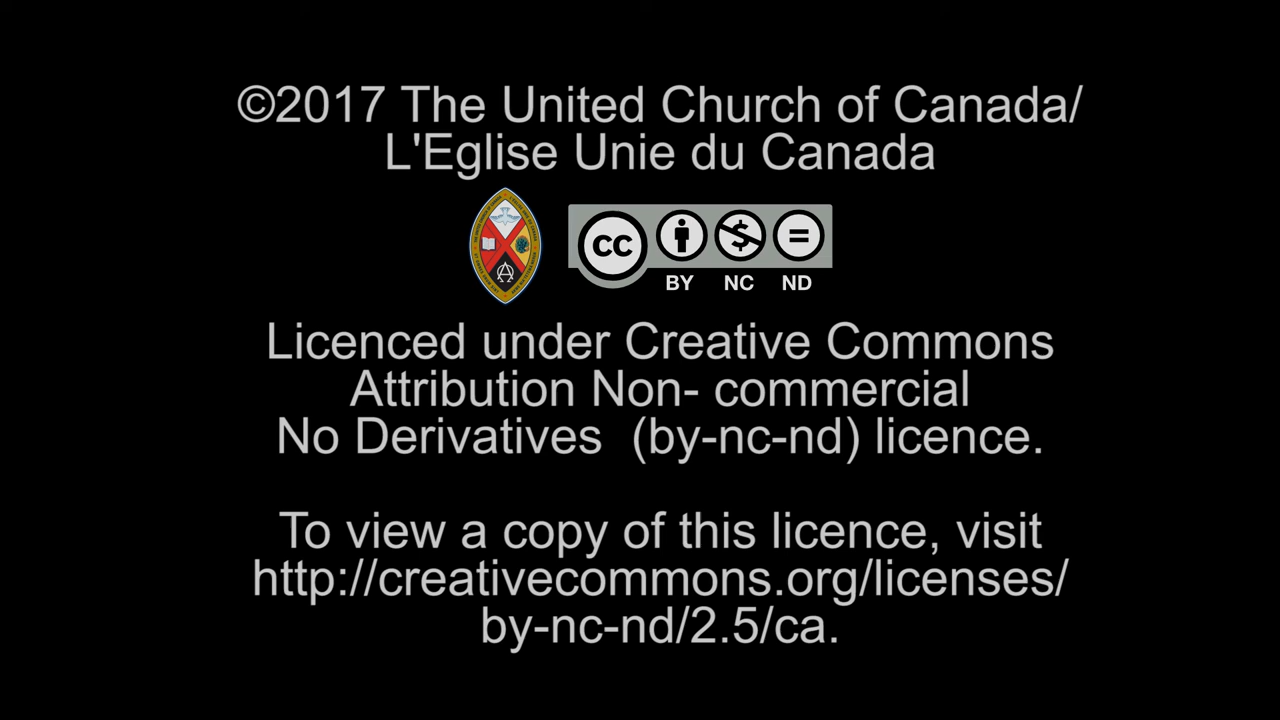 ©2017 The United Church of Canada/
L'Eglise Unie du Canada
cc
BY NC ND
Licenced under Creative Commons
Attribution Non- commercial
No Derivatives (by-nc-nd) licence.
To view a copy of this licence, visit
http://creativecommons.org/licenses/
by-nc-nd/2.5/ca.